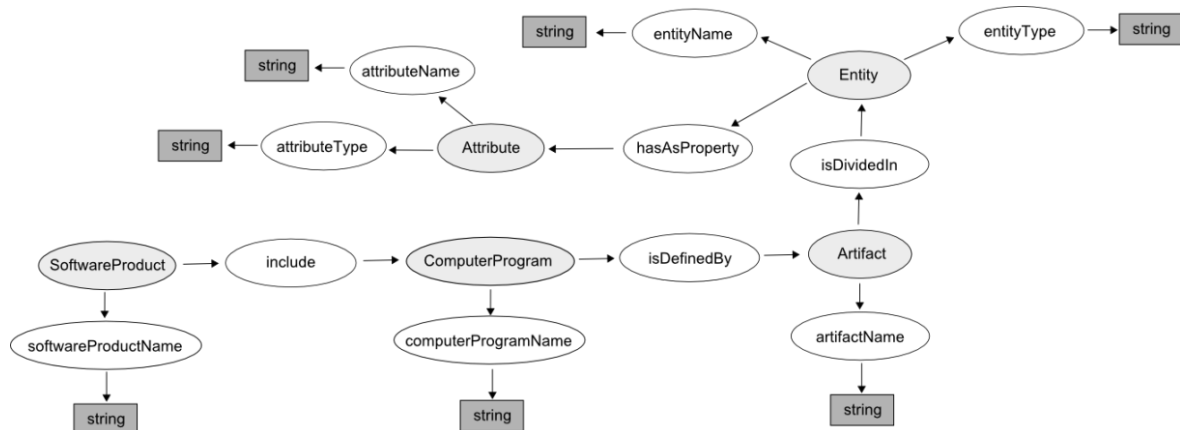 string
entityName
entityType
string
string
attributeName
Entity
string
attributeType
Attribute
hasAsProperty
isDividedIn
SoftwareProduct
include
ComputerProgram
isDefinedBy
Artifact
softwareProductName
computerProgramName
artifactName
string
string
string